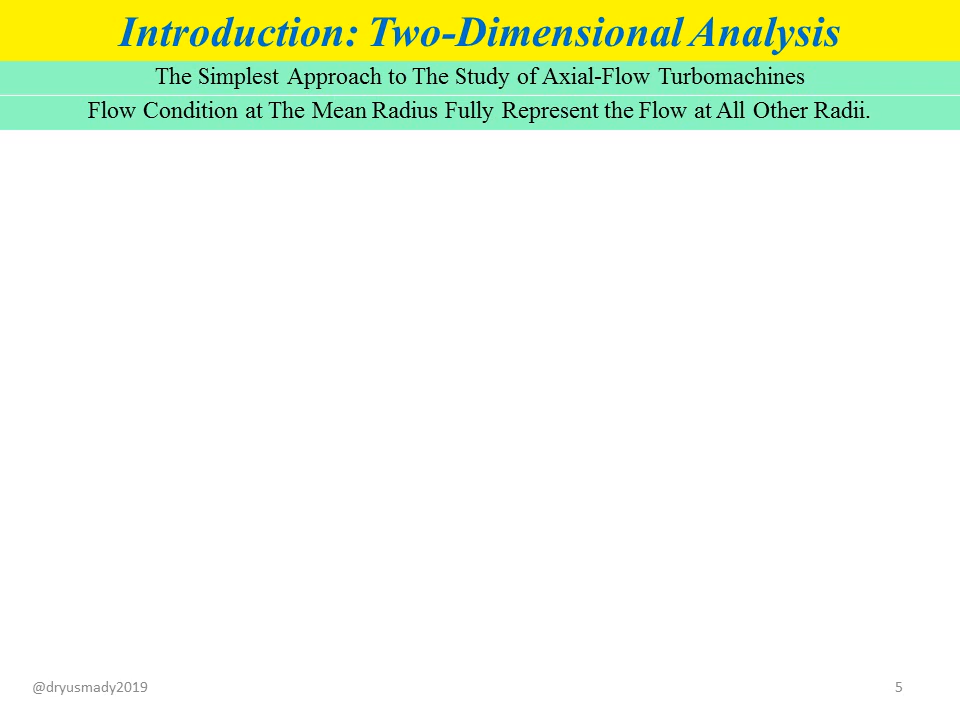 Introduction: Two-Dimensional Analysis
The Simplest Approach to The Study of Axial-Flow Turbomachines
Flow Condition at The Mean Radius Fully Represent the Flow at All Other Radii.
@dryusmady2019
5